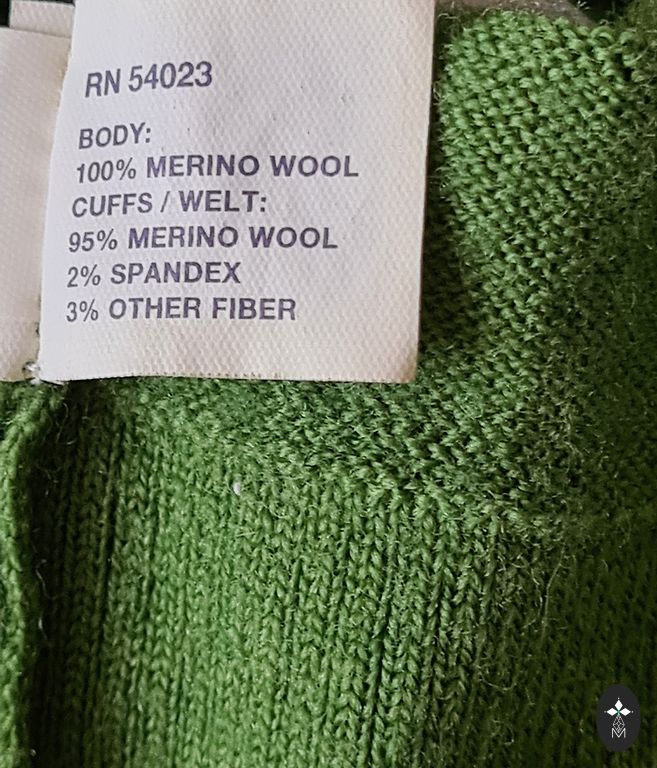 RN 54023
BODY:
100% MERINO WOOL
CUFFS / WELT:
95% MERINO WOOL
2% SPANDEX
3% OTHER FIBER
M